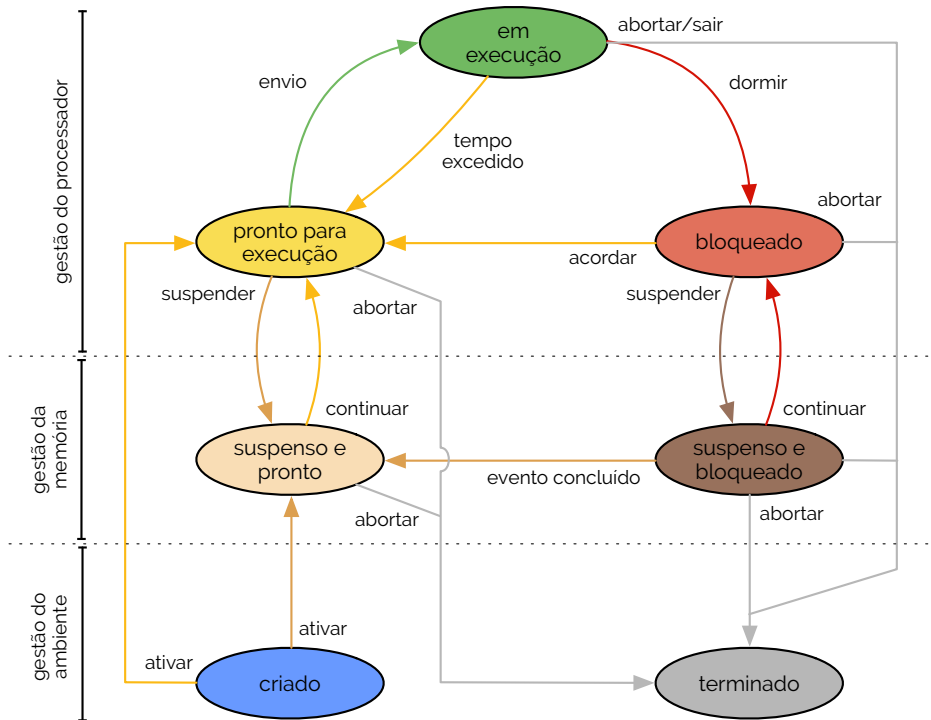 abortar/sair
em
execução
envio
dormir
tempo
excedido
gestão do processador
abortar
pronto para
execução
bloqueado
acordar
suspender
abortar
suspender
gestão da
memória
continuar
continuar
suspenso e
pronto
suspenso e
bloqueado
evento concluído
abortar
abortar
gestão do
ambiente
ativar
ativar
criado
terminado